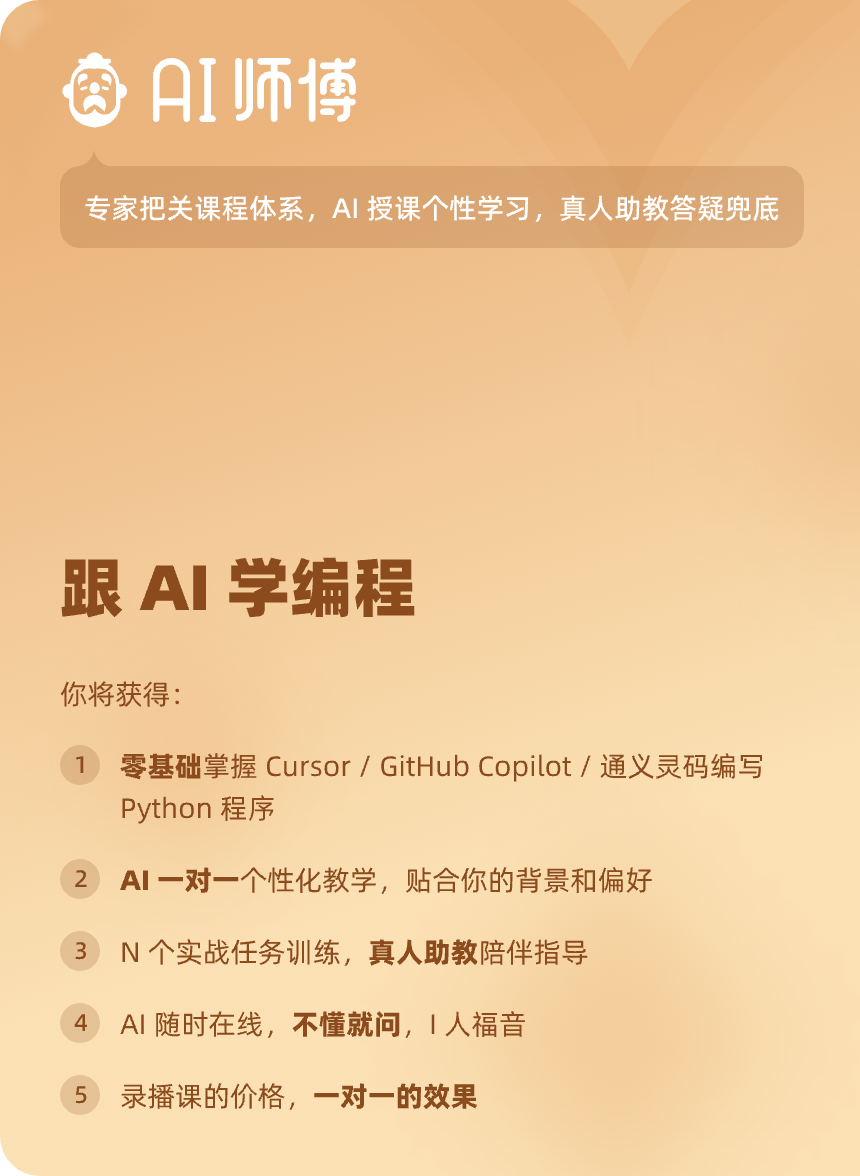 AI 师傅
专家把关课程体系，AI 授课个性学习，真人助教答疑兜底
跟 AI 学编程
你将获得：
1 零基础掌握 Cursor / GitHub Copilot / 通义灵码编写
Python 程序
2 AI 一对一个性化教学，贴合你的背景和偏好
3 N 个实战任务训练，真人助教陪伴指导
4 AI 随时在线，不懂就问，I 人福音
5 录播课的价格，一对一的效果